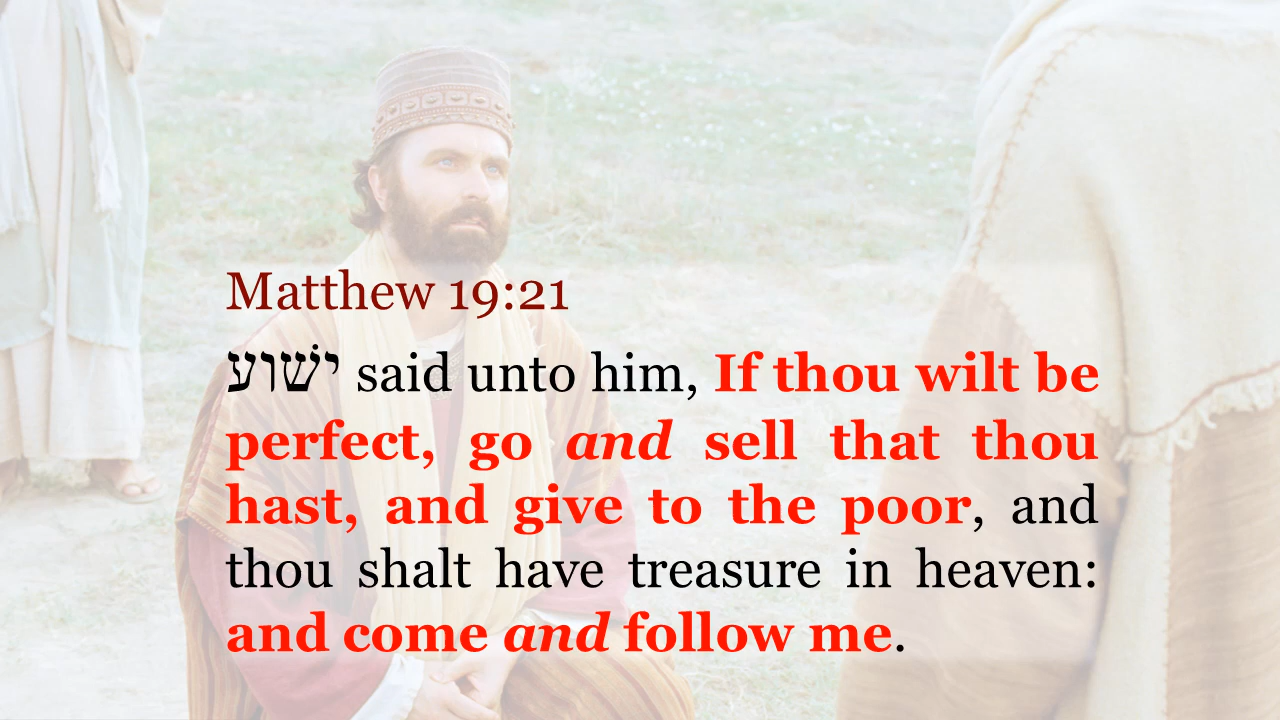 Matthew 19:21
יֵשׁוּע said unto him, If thou wilt be
perfect, go and sell that thou
hast, and give to the poor, and
thou shalt have treasure in heaven:
and come and follow me.